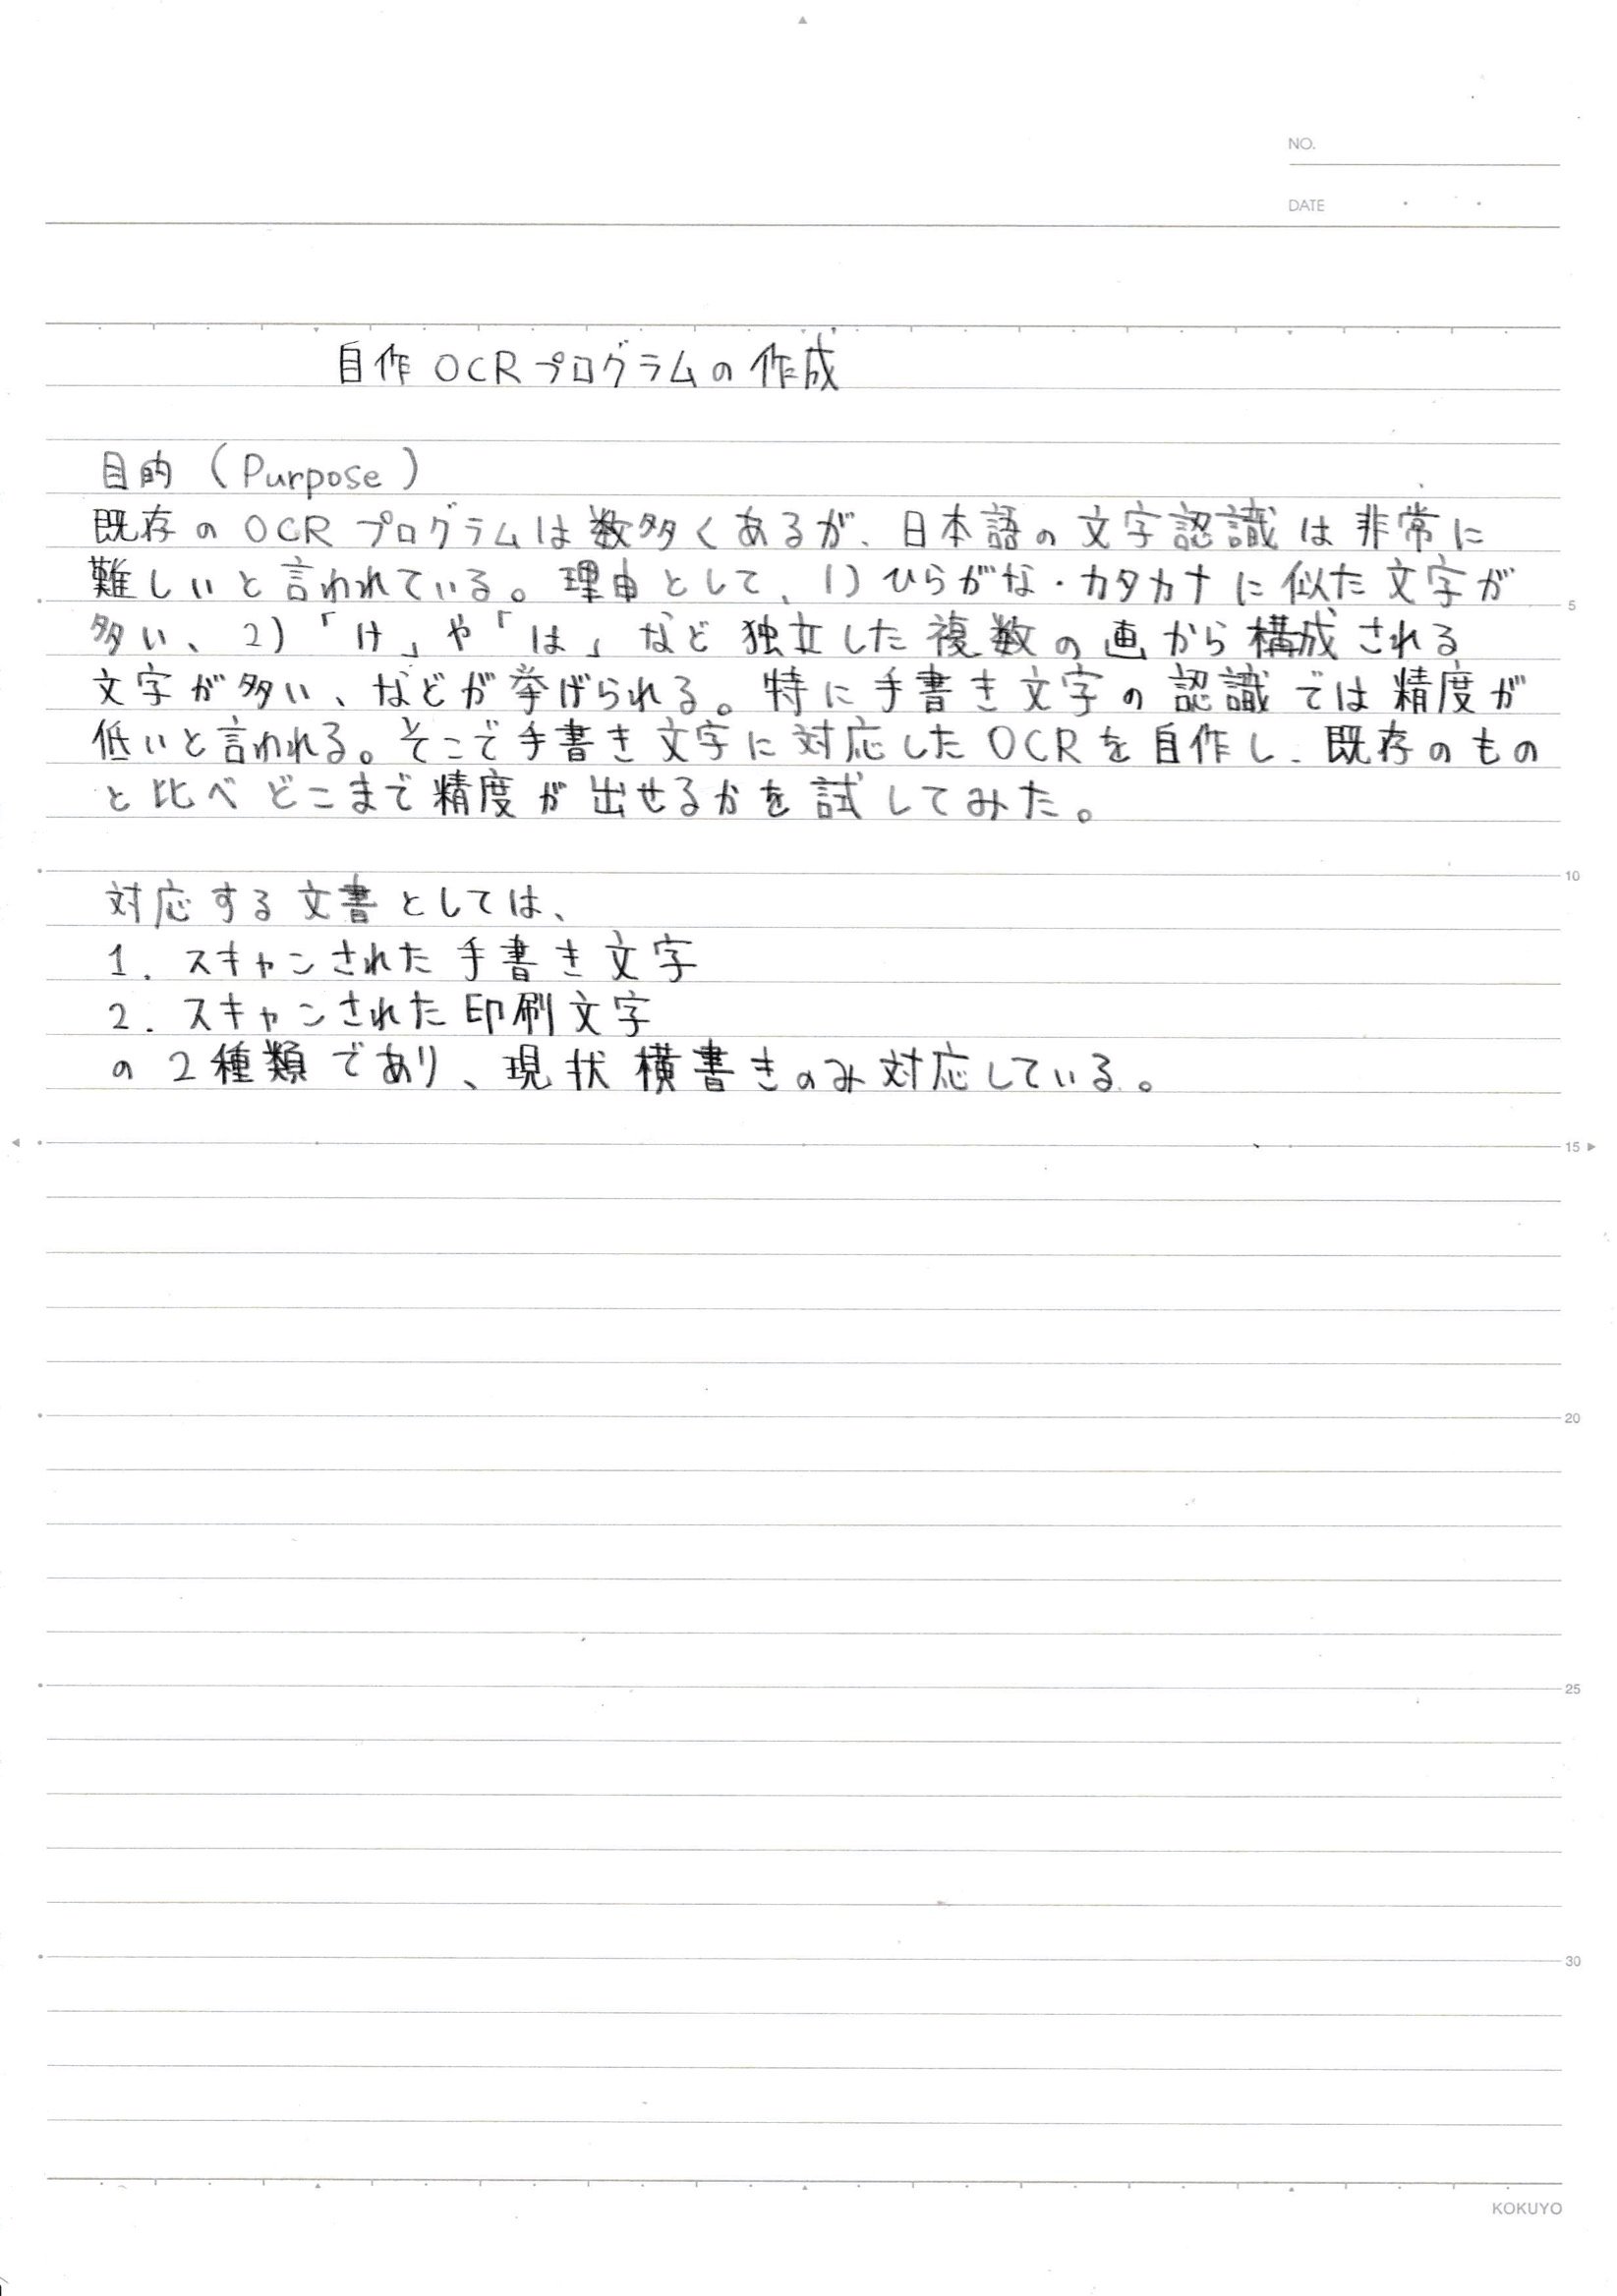 NO.
DATE
自作OCRプログラムの作成
目的（Purpose）
既存のOCRプログラムは数多くあるが、日本語の文字認識は非常に
難しいと言われている。理由として、1)ひらがな・カタカナに似た文字が
5
多い、2)「け」や「は」など独立した複数の画から構成される
文字が多い、などが挙げられる。特に手書き文字の認識では精度が
低いと言われる。そこで手書き文字に対応したOCRを自作し、既存のもの
と比べどこまで精度が出せるかを試してみた。
10
対応する文書としては、
1. スキャンされた手書き文字
2. スキャンされた印刷文字
の2種類であり、現状横書きのみ対応している。
15
20
25
30
KOKUYO